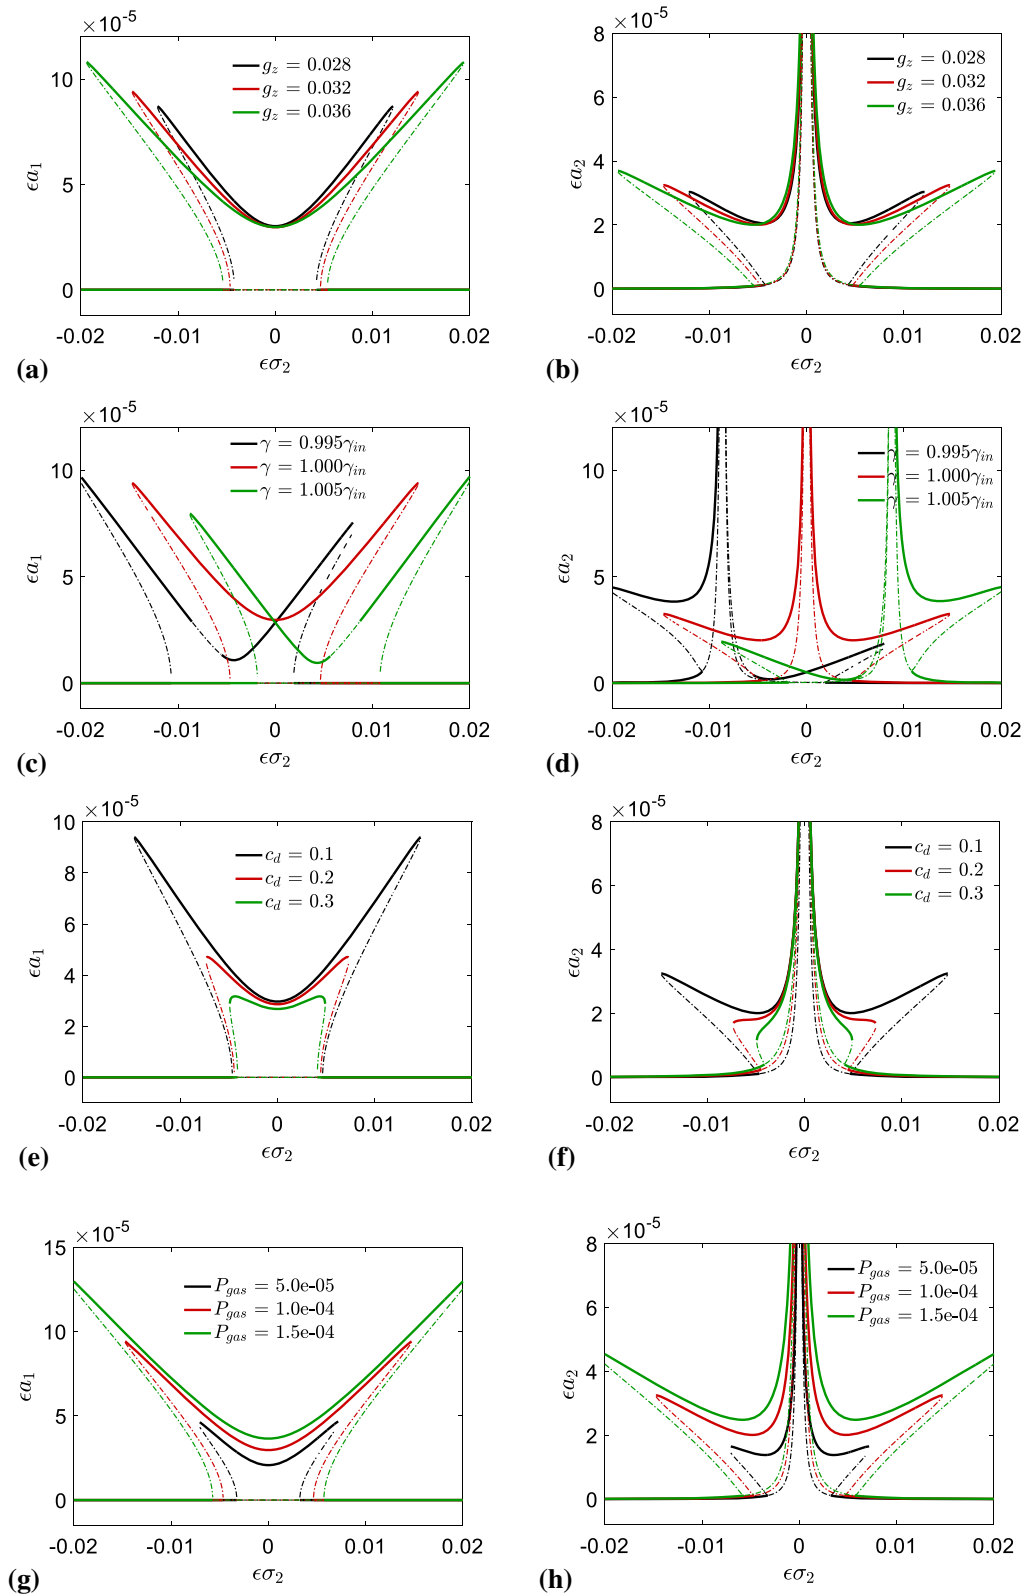 ×10⁻⁵
10
5
0
ϵa₁
g_z = 0.028
g_z = 0.032
g_z = 0.036
-0.02 -0.01 0 0.01 0.02
ϵσ₂
(a)
×10⁻⁵
8
6
4
2
0
ϵa₂
g_z = 0.028
g_z = 0.032
g_z = 0.036
-0.02 -0.01 0 0.01 0.02
ϵσ₂
(b)
×10⁻⁵
10
5
0
ϵa₁
γ = 0.995γ_in
γ = 1.000γ_in
γ = 1.005γ_in
-0.02 -0.01 0 0.01 0.02
ϵσ₂
(c)
×10⁻⁵
10
5
0
ϵa₂
γ = 0.995γ_in
γ = 1.000γ_in
γ = 1.005γ_in
-0.02 -0.01 0 0.01 0.02
ϵσ₂
(d)
×10⁻⁵
10
8
6
4
2
0
ϵa₁
c_d = 0.1
c_d = 0.2
c_d = 0.3
-0.02 -0.01 0 0.01 0.02
ϵσ₂
(e)
×10⁻⁵
8
6
4
2
0
ϵa₂
c_d = 0.1
c_d = 0.2
c_d = 0.3
-0.02 -0.01 0 0.01 0.02
ϵσ₂
(f)
×10⁻⁵
15
10
5
0
ϵa₁
P_gas = 5.0e-05
P_gas = 1.0e-04
P_gas = 1.5e-04
-0.02 -0.01 0 0.01 0.02
ϵσ₂
(g)
×10⁻⁵
8
6
4
2
0
ϵa₂
P_gas = 5.0e-05
P_gas = 1.0e-04
P_gas = 1.5e-04
-0.02 -0.01 0 0.01 0.02
ϵσ₂
(h)